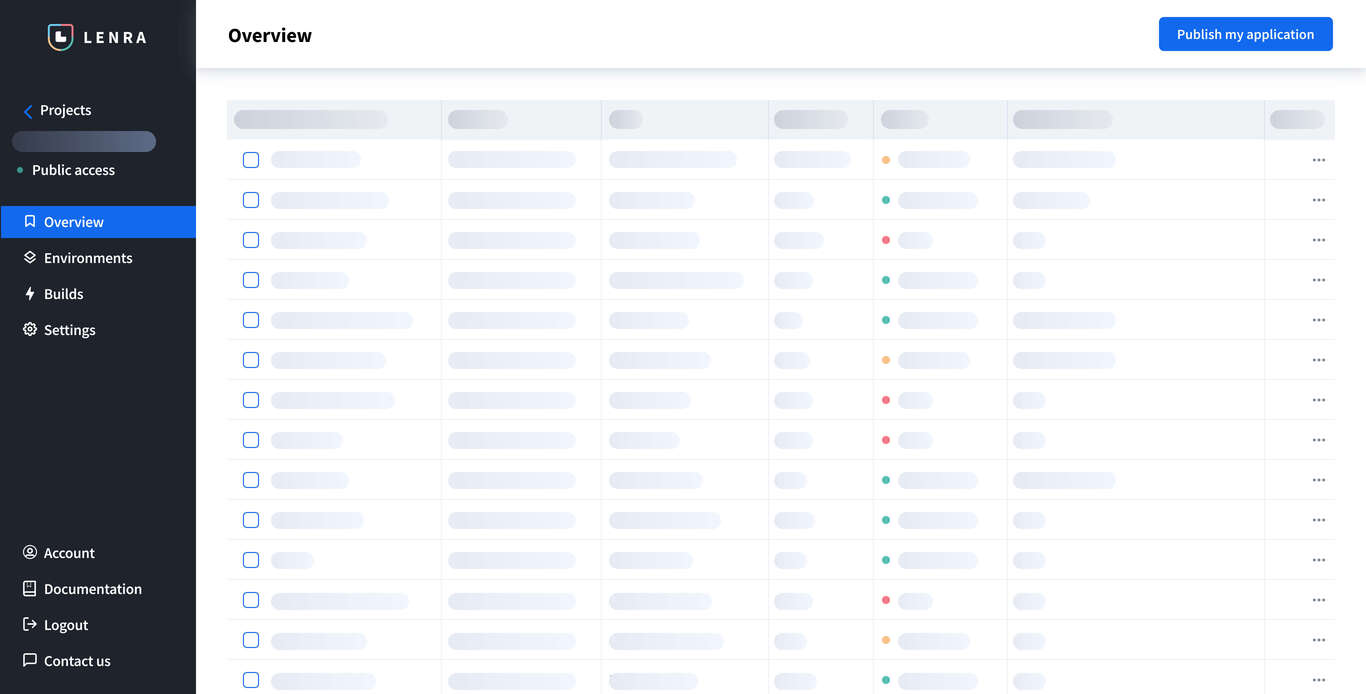 LENRA
Overview
Publish my application
Projects
Public access
Overview
Environments
Builds
Settings
Account
Documentation
Logout
Contact us